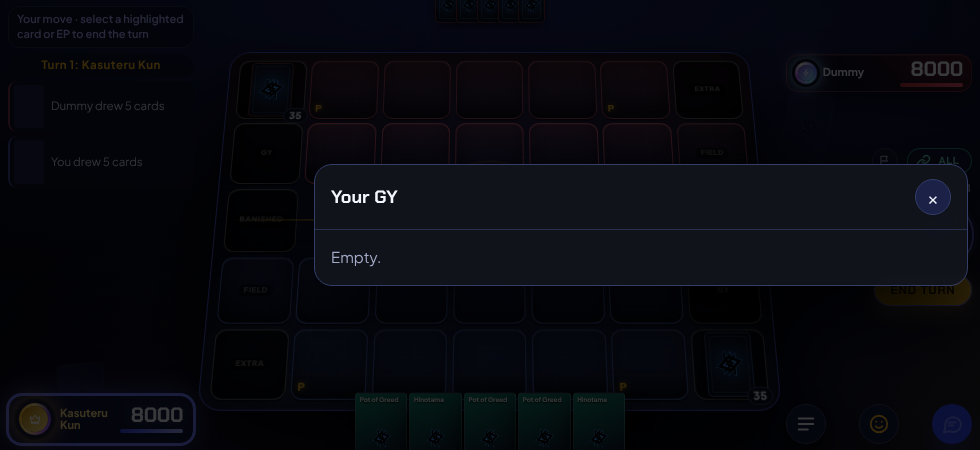 Your move · select a highlighted
card or EP to end the turn
Turn 1: Kasuteru Kun
Dummy drew 5 cards
You drew 5 cards
35
P
P
EXTRA
GY
FIELD
BANISHED
FIELD
EXTRA
P
P
35
Dummy
8000
ALL
Your GY
×
Empty.
END TURN
Kasuteru
Kun
8000
Pot of Greed
Hinotama
Pot of Greed
Pot of Greed
Hinotama